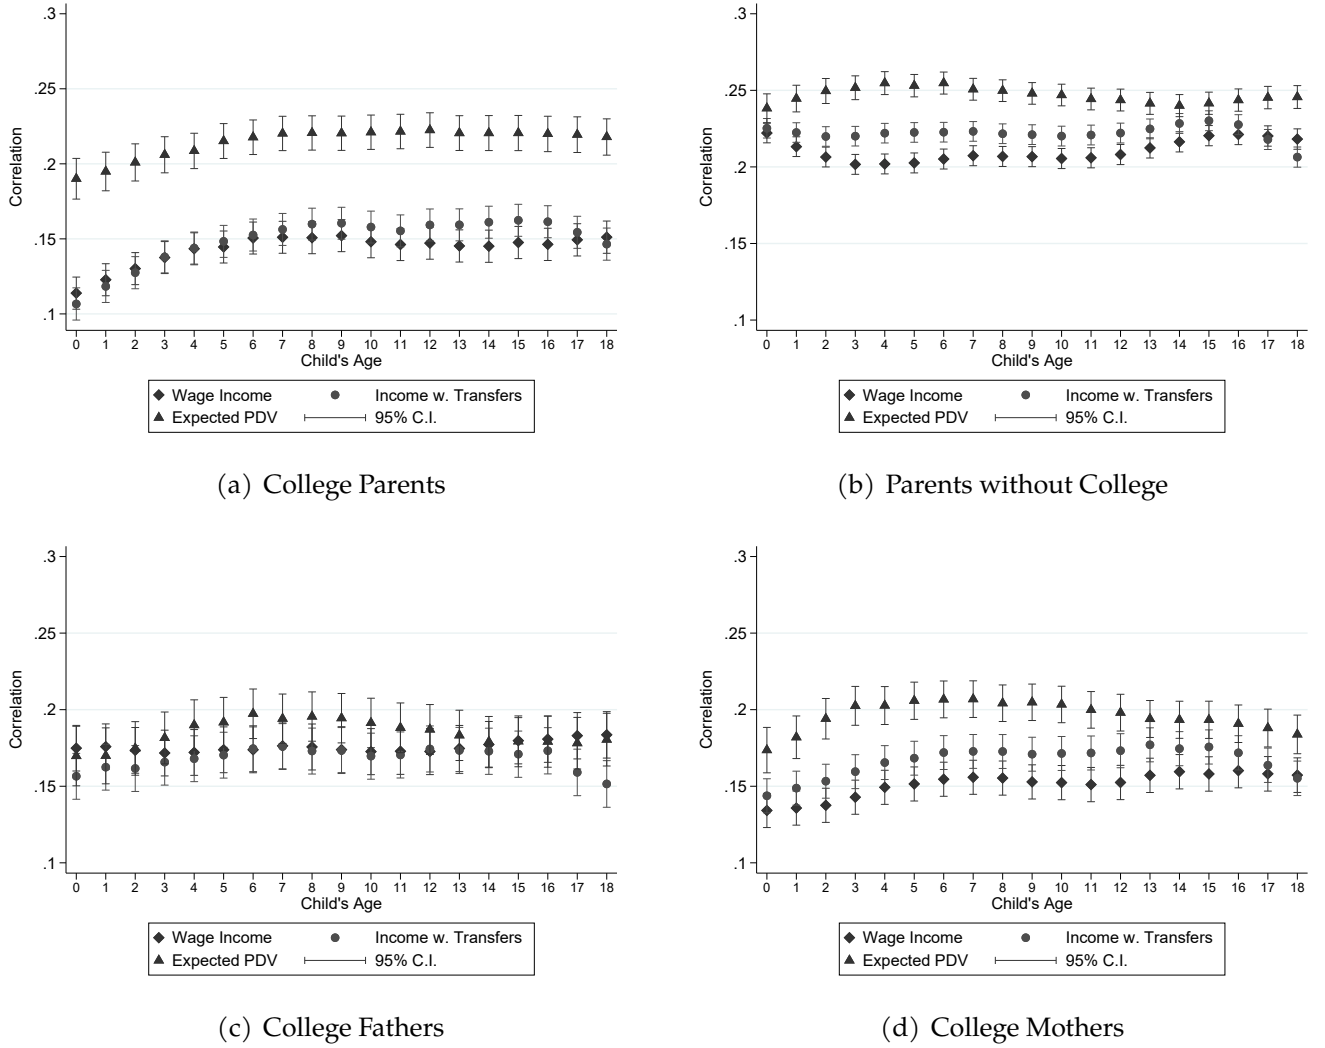 .3
.25
.2
.15
.1
Correlation
0 1 2 3 4 5 6 7 8 9 10 11 12 13 14 15 16 17 18
Child's Age
Wage Income Income w. Transfers
Expected PDV 95% C.I.
(a) College Parents
.3
.25
.2
.15
.1
Correlation
0 1 2 3 4 5 6 7 8 9 10 11 12 13 14 15 16 17 18
Child's Age
Wage Income Income w. Transfers
Expected PDV 95% C.I.
(b) Parents without College
.3
.25
.2
.15
.1
Correlation
0 1 2 3 4 5 6 7 8 9 10 11 12 13 14 15 16 17 18
Child's Age
Wage Income Income w. Transfers
Expected PDV 95% C.I.
(c) College Fathers
.3
.25
.2
.15
.1
Correlation
0 1 2 3 4 5 6 7 8 9 10 11 12 13 14 15 16 17 18
Child's Age
Wage Income Income w. Transfers
Expected PDV 95% C.I.
(d) College Mothers